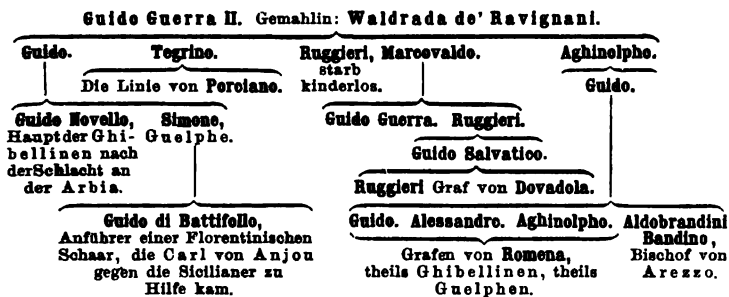 Guido Guerra II. Gemahlin: Waldrada de' Ravignani.
Guido. Tegrino. Ruggieri, Marcovaldo. Aghinolpho.
starb
Die Linie von Porciano. kinderlos. Guido.
Guido Novello, Simone, Guido Guerra. Ruggieri.
Haupt der Ghi- Guelphe.
bellinen nach Guido Salvatico.
der Schlacht an
der Arbia. Ruggieri Graf von Dovadola.
Guido di Battifollo, Guido. Alessandro. Aghinolpho. Aldobrandini
Anführer einer Florentinischen Bandino,
Schaar, die Carl von Anjou Grafen von Romena, Bischof von
gegen die Sicilianer zu theils Ghibellinen, theils Arezzo.
Hilfe kam. Guelphen.